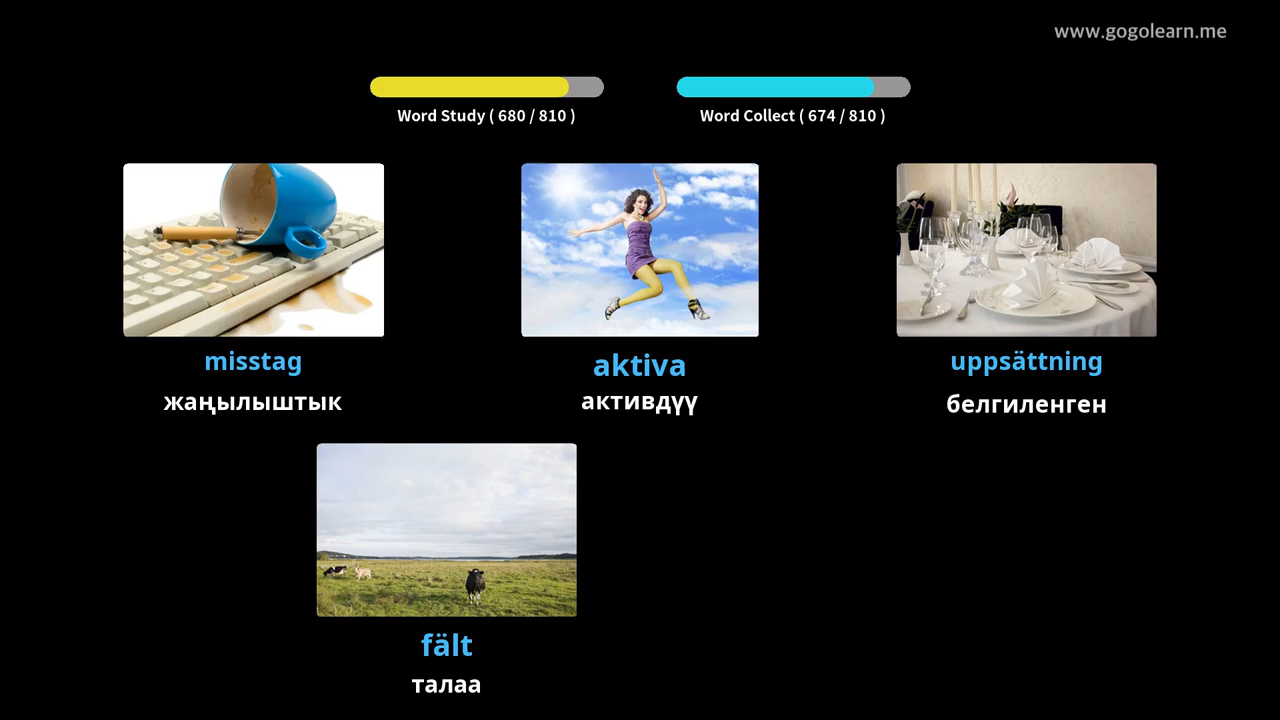 www.gogolearn.me
Word Study ( 680 / 810 )
Word Collect ( 674 / 810 )
misstag
жаңылыштык
aktiva
активдүү
uppsättning
белгиленген
fält
талаа